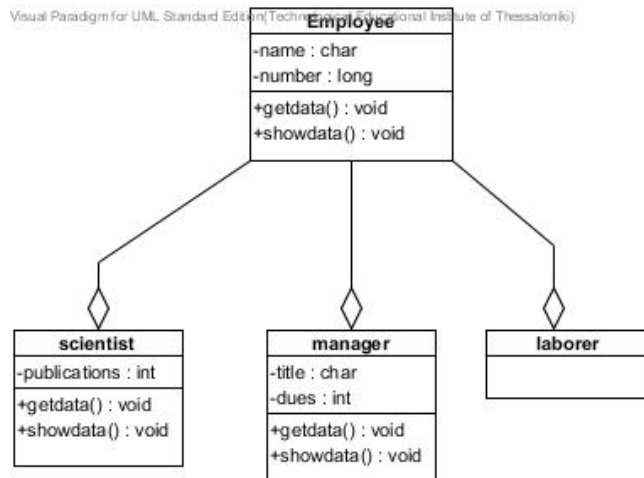 Visual Paradigm for UML Standard Edition(Technological Educational Institute of Thessaloniki)
Employee
-name : char
-number : long
+getdata() : void
+showdata() : void
scientist
-publications : int
+getdata() : void
+showdata() : void
manager
-title : char
-dues : int
+getdata() : void
+showdata() : void
laborer